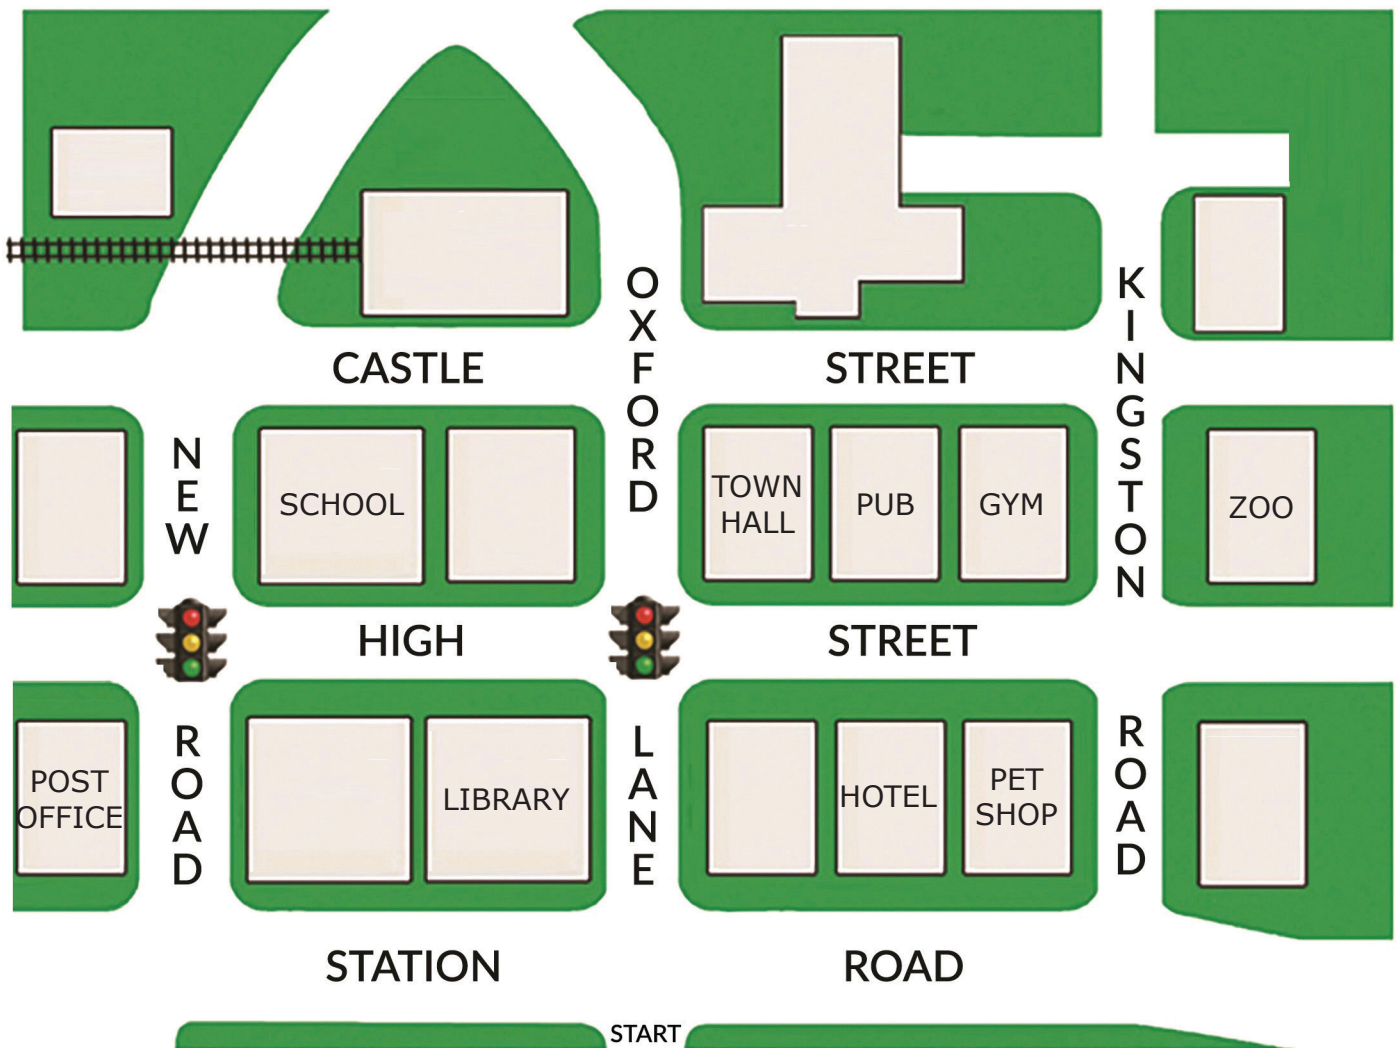 CASTLE STREET
OXFORD
KINGSTON
NEW
SCHOOL
TOWN
HALL
PUB
GYM
ZOO
HIGH STREET
ROAD
LANE
ROAD
POST
OFFICE
LIBRARY
HOTEL
PET
SHOP
STATION ROAD
START